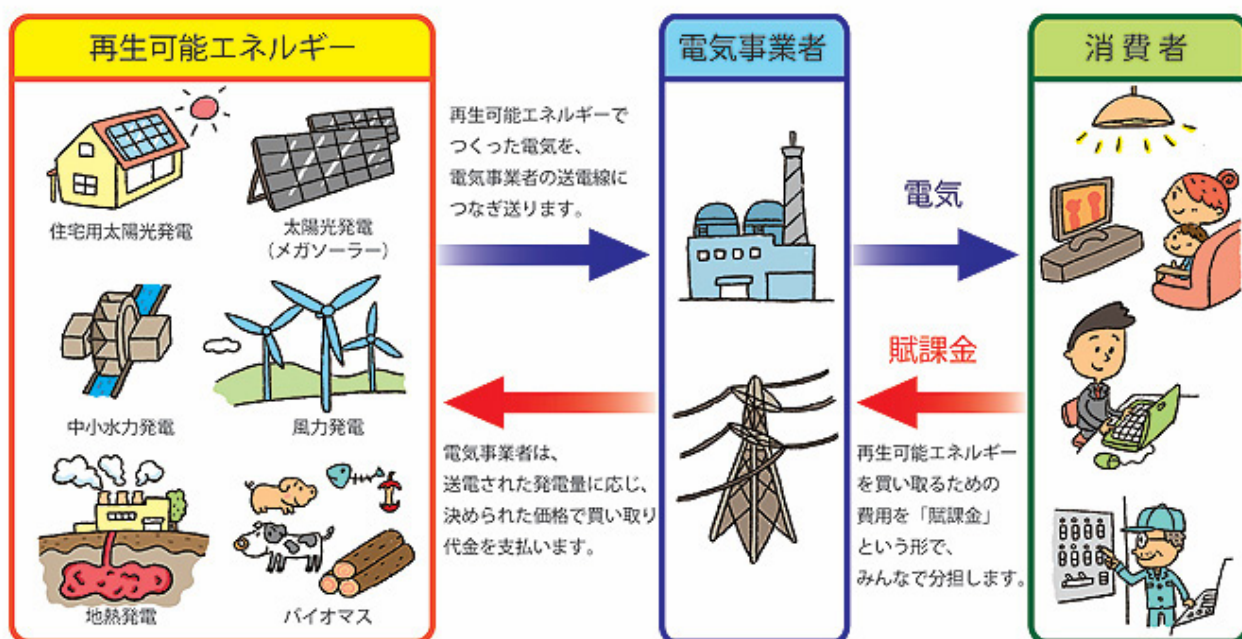 再生可能エネルギー
住宅用太陽光発電
太陽光発電
(メガソーラー)
中小水力発電
風力発電
地熱発電
バイオマス
再生可能エネルギーで
つくった電気を、
電気事業者の送電線に
つなぎ送ります。
電気事業者は、
送電された発電量に応じ、
決められた価格で買い取り
代金を支払います。
電気事業者
電気
賦課金
再生可能エネルギー
を買い取るための
費用を「賦課金」
という形で、
みんなで分担します。
消費者